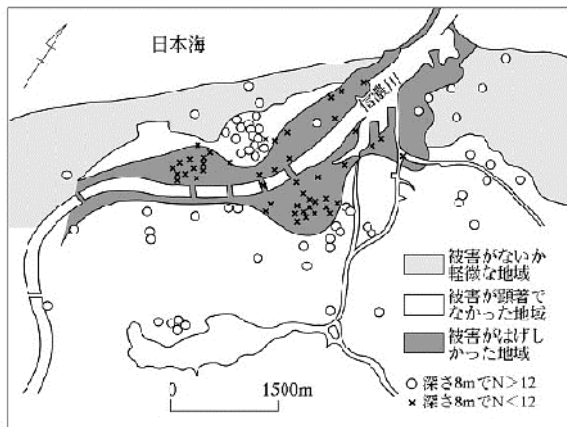 日本海
信濃川
被害がないか
軽微な地域
被害が顕著で
なかった地域
被害がはげし
かった地域
○ 深さ8mでN＞12
× 深さ8mでN＜12
0 1500m